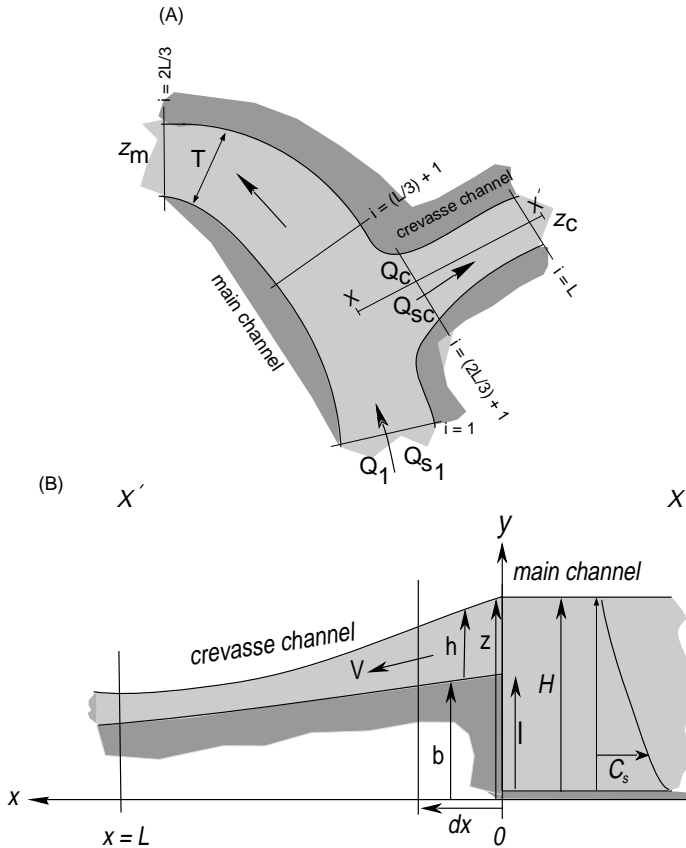 (A)
i = 2L/3
z_m
T
i = (L/3) + 1
crevasse channel
X'
z_c
Q_c
X
Q_sc
i = L
main channel
i = (2L/3) + 1
i = 1
Q_1
Q_s1
(B)
X′
X
y
main channel
crevasse channel
V
h
z
H
l
b
C_s
x
dx
x = L
0